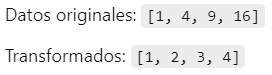 Datos originales: [1, 4, 9, 16]
Transformados: [1, 2, 3, 4]